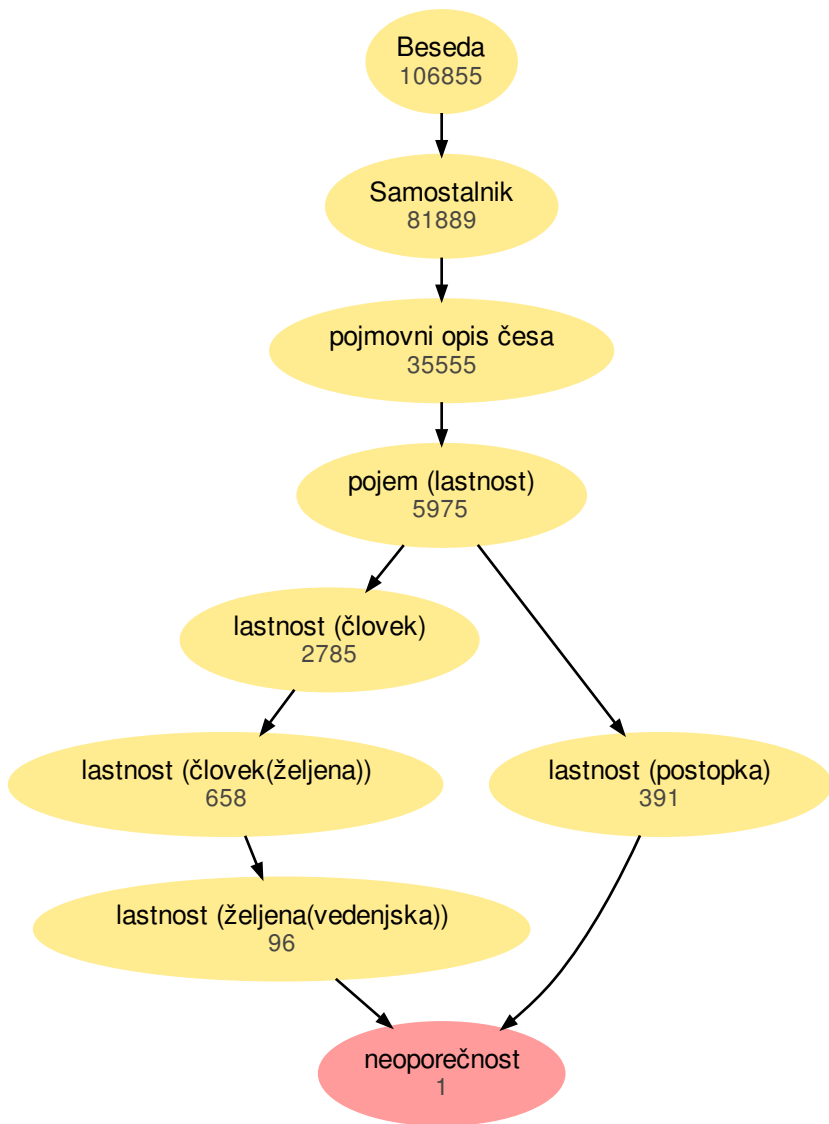 Beseda
106855
Samostalnik
81889
pojmovni opis česa
35555
pojem (lastnost)
5975
lastnost (človek)
2785
lastnost (človek(željena))
658
lastnost (postopka)
391
lastnost (željena(vedenjska))
96
neoporečnost
1